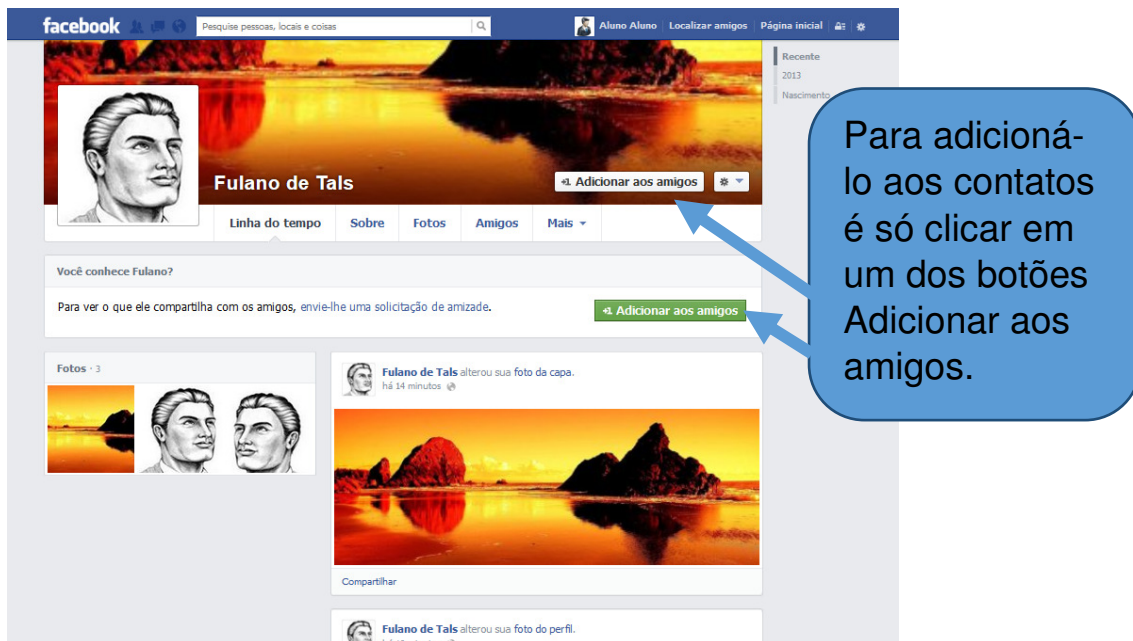 facebook
Pesquise pessoas, locais e coisas
Aluno Aluno
Localizar amigos
Página inicial
Recente
2013
Nascimento
Para adicioná-
lo aos contatos
é só clicar em
um dos botões
Adicionar aos
amigos.
Fulano de Tals
+1 Adicionar aos amigos
Linha do tempo
Sobre
Fotos
Amigos
Mais
Você conhece Fulano?
Para ver o que ele compartilha com os amigos, envie-lhe uma solicitação de amizade.
+1 Adicionar aos amigos
Fotos · 3
Fulano de Tals alterou sua foto da capa.
há 14 minutos
Compartilhar
Fulano de Tals alterou sua foto do perfil.